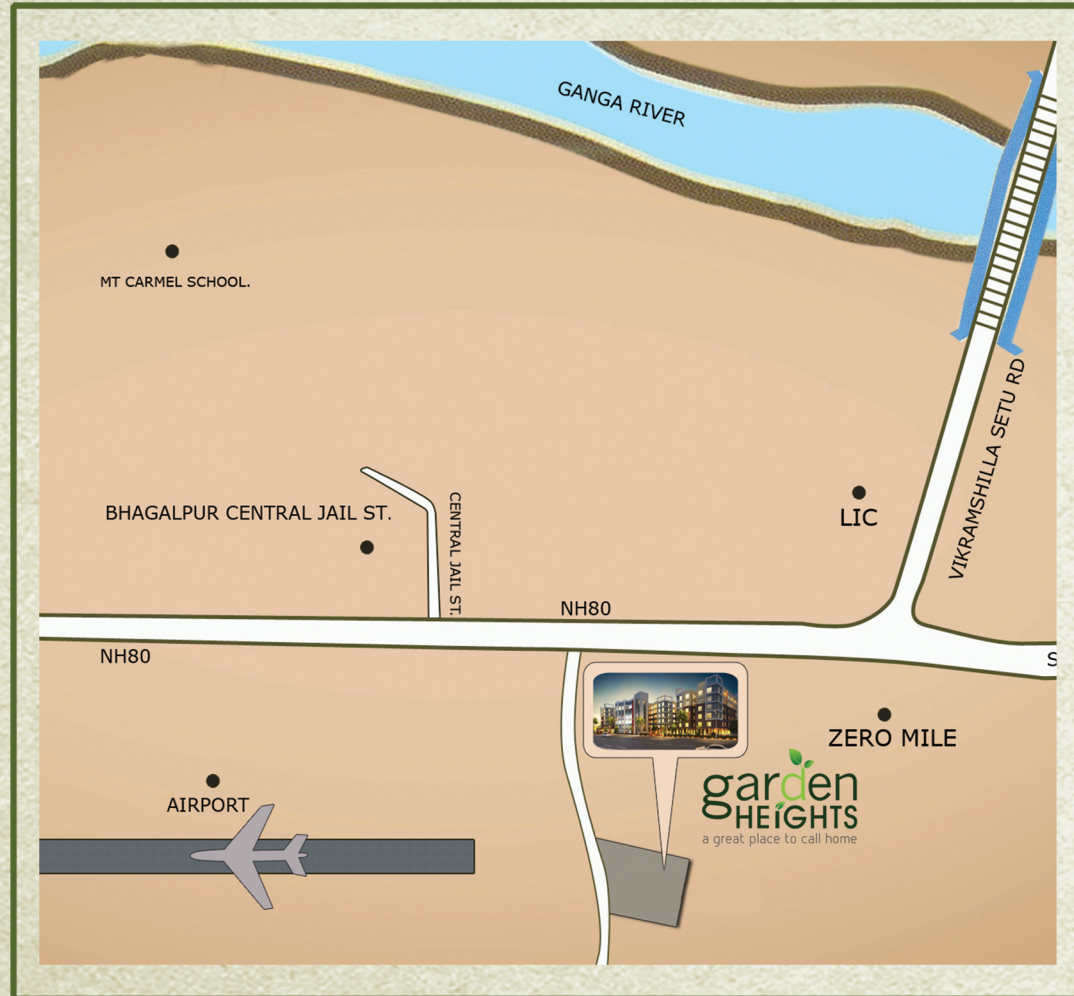 GANGA RIVER
MT CARMEL SCHOOL.
VIKRAMSHILLA SETU RD
BHAGALPUR CENTRAL JAIL ST.
CENTRAL JAIL ST.
LIC
NH80
NH80
S
ZERO MILE
garden
HEiGHTS
a great place to call home
AIRPORT